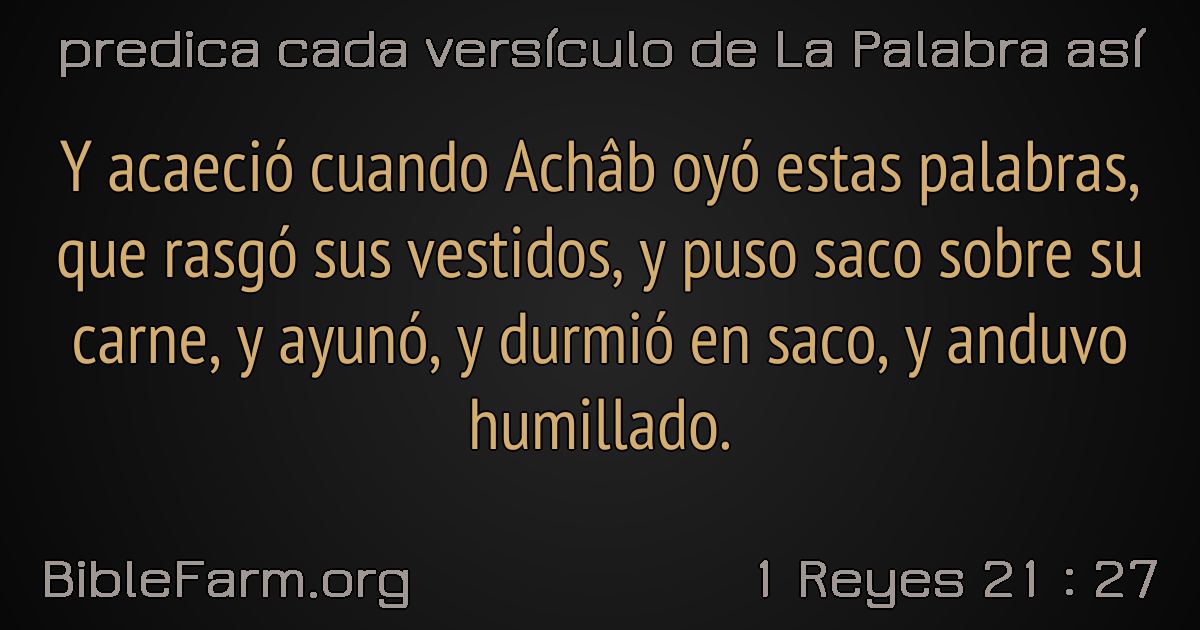 predica cada versículo de La Palabra así
Y acaeció cuando Achâb oyó estas palabras,
que rasgó sus vestidos, y puso saco sobre su
carne, y ayunó, y durmió en saco, y anduvo
humillado.
BibleFarm.org
1 Reyes 21 : 27